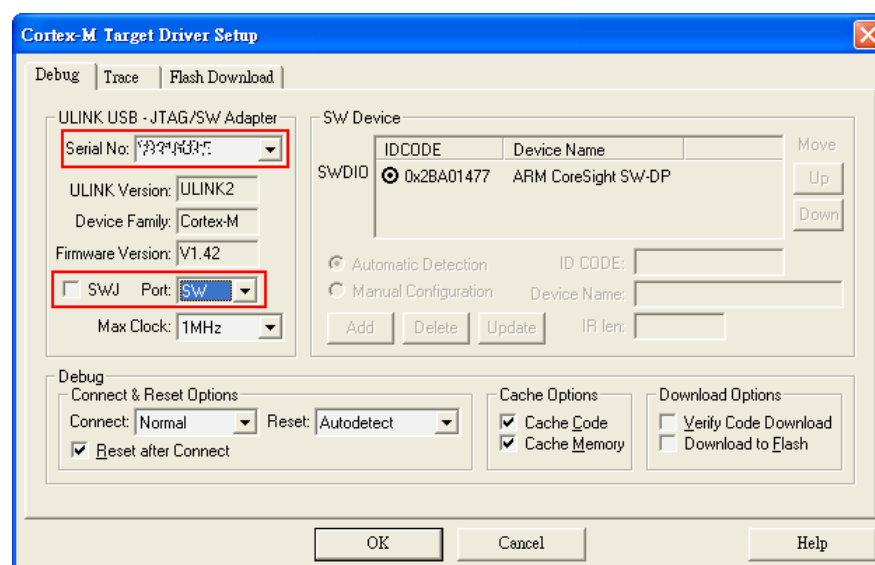 Cortex-M Target Driver Setup
Debug Trace Flash Download
ULINK USB - JTAG/SW Adapter
Serial No:
ULINK Version: ULINK2
Device Family: Cortex-M
Firmware Version: V1.42
SWJ Port: SW
Max Clock: 1MHz
SW Device
IDCODE Device Name Move
SWDIO 0x2BA01477 ARM CoreSight SW-DP Up
Down
Automatic Detection ID CODE:
Manual Configuration Device Name:
Add Delete Update IR len:
Debug
Connect & Reset Options
Connect: Normal Reset: Autodetect
Reset after Connect
Cache Options
Cache Code
Cache Memory
Download Options
Verify Code Download
Download to Flash
OK Cancel Help